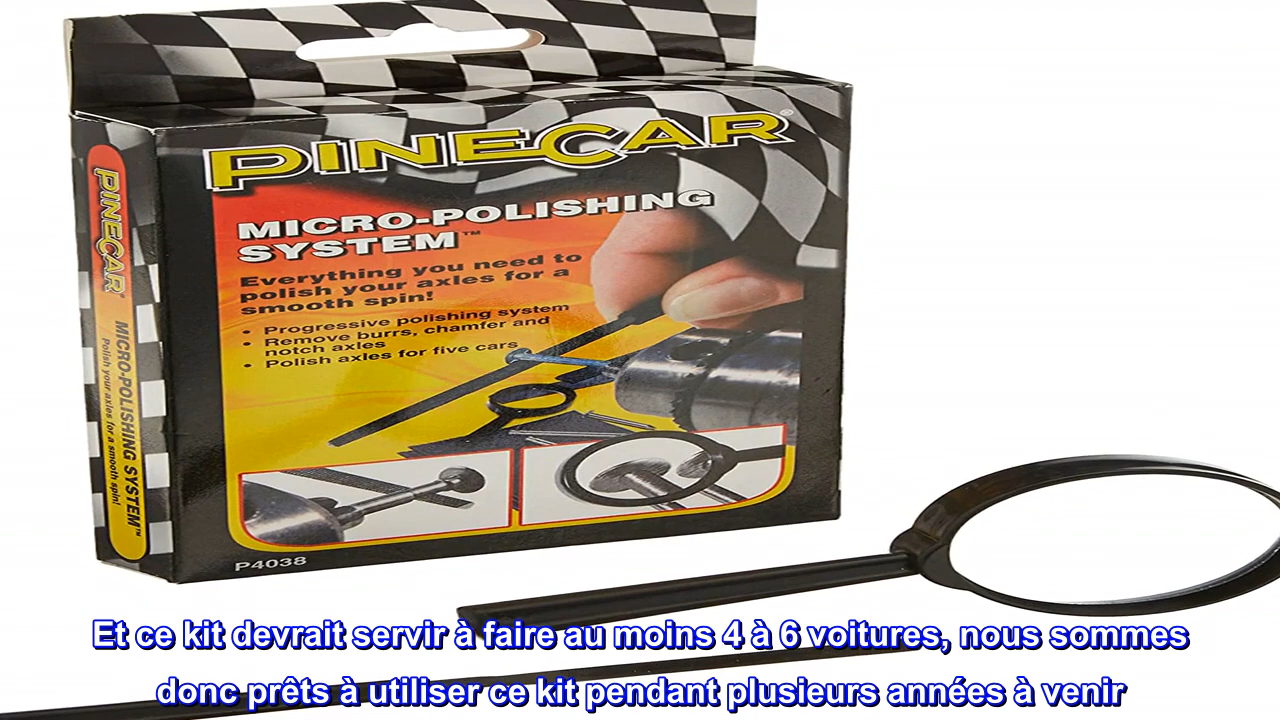 PINECAR®
MICRO-POLISHING
SYSTEM™
Everything you need to
polish your axles for a
smooth spin!
• Progressive polishing system
• Remove burrs, chamfer and
notch axles
• Polish axles for five cars
P4038
PINECAR®
MICRO-POLISHING SYSTEM™
Polish your axles for a smooth spin!
Et ce kit devrait servir à faire au moins 4 à 6 voitures, nous sommes
donc prêts à utiliser ce kit pendant plusieurs années à venir